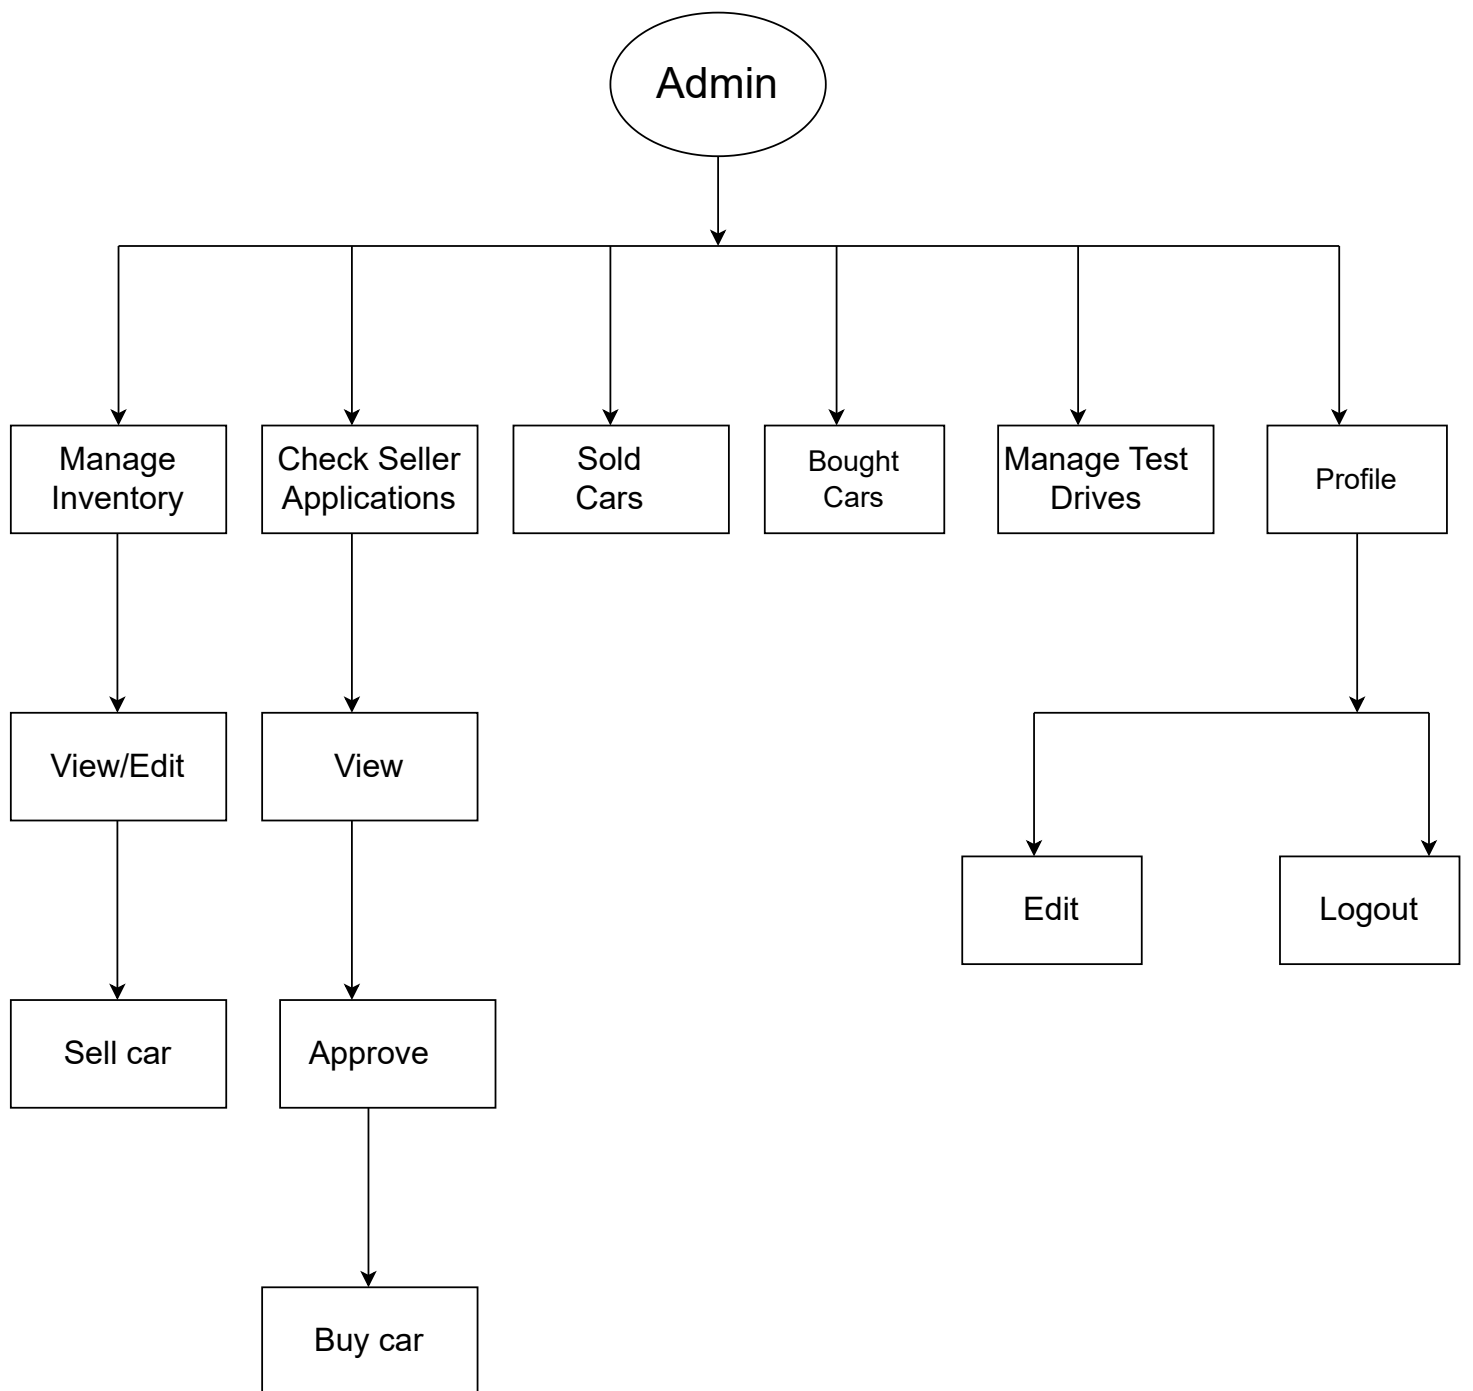 Admin
Manage
Inventory
Check Seller
Applications
Sold
Cars
Bought
Cars
Manage Test
Drives
Profile
View/Edit
View
Edit
Logout
Sell car
Approve
Buy car